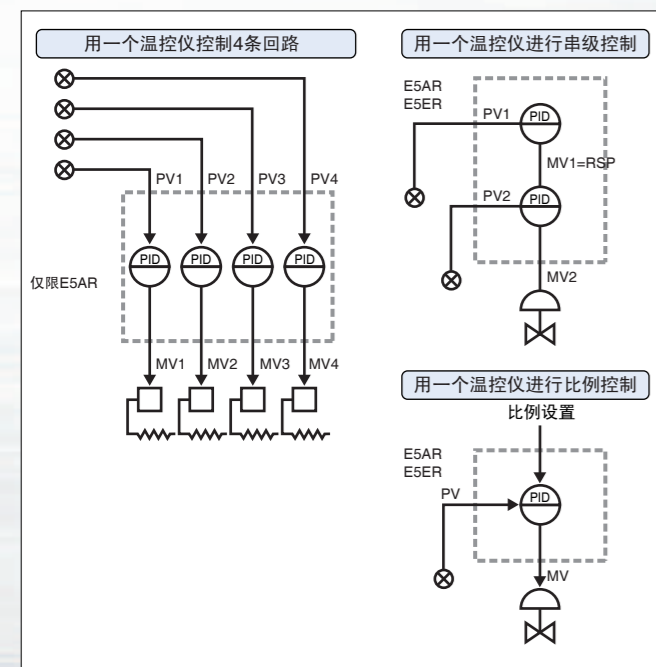 用一个温控仪控制4条回路
PV1 PV2 PV3 PV4
PID PID PID PID
仅限E5AR
MV1 MV2 MV3 MV4
用一个温控仪进行串级控制
E5AR
E5ER
PV1
PID
MV1=RSP
PV2
PID
MV2
用一个温控仪进行比例控制
比例设置
E5AR
E5ER
PV
PID
MV